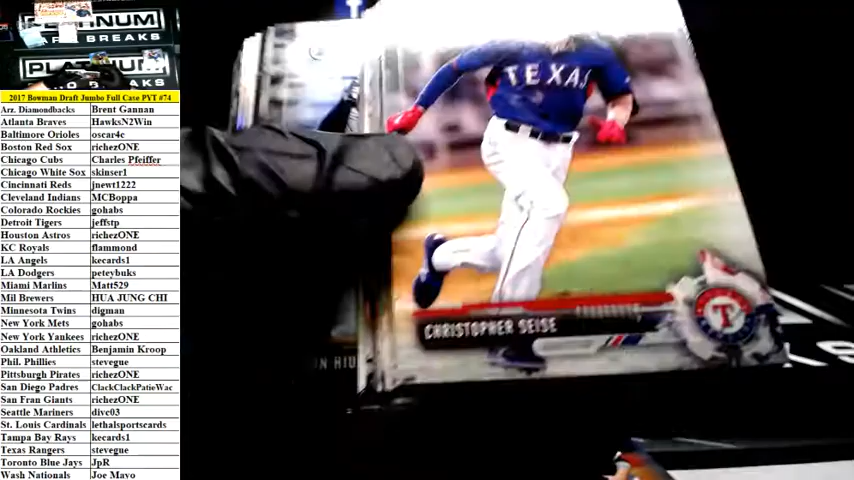 PLATINUM
PLATINUM
2017 Bowman Draft Jumbo Full Case PYT #74
Arz. Diamondbacks Brent Gannan
Atlanta Braves HawksN2Win
Baltimore Orioles oscar4c
Boston Red Sox richezONE
Chicago Cubs Charles Pfeiffer
Chicago White Sox skinser1
Cincinnati Reds jnewt1222
Cleveland Indians MCBoppa
Colorado Rockies gohabs
Detroit Tigers jeffstp
Houston Astros richezONE
KC Royals flammond
LA Angels kecards1
LA Dodgers peteybuks
Miami Marlins Matt529
Mil Brewers HUA JUNG CHI
Minnesota Twins digman
New York Mets gohabs
New York Yankees richezONE
Oakland Athletics Benjamin Kroop
Phil. Phillies stevegue
Pittsburgh Pirates richezONE
San Diego Padres ClackClackPatieWac
San Fran Giants richezONE
Seattle Mariners divc03
St. Louis Cardinals lethalsportscards
Tampa Bay Rays kecards1
Texas Rangers stevegue
Toronto Blue Jays JpR
Wash Nationals Joe Mayo
TEXAS
CHRISTOPHER SEISE
T